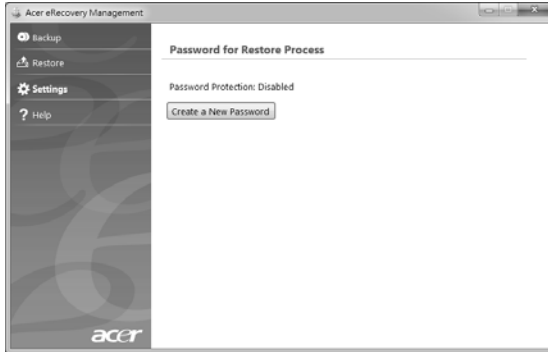 Acer eRecovery Management
Backup
Restore
Settings
Help
Password for Restore Process
Password Protection: Disabled
Create a New Password
acer